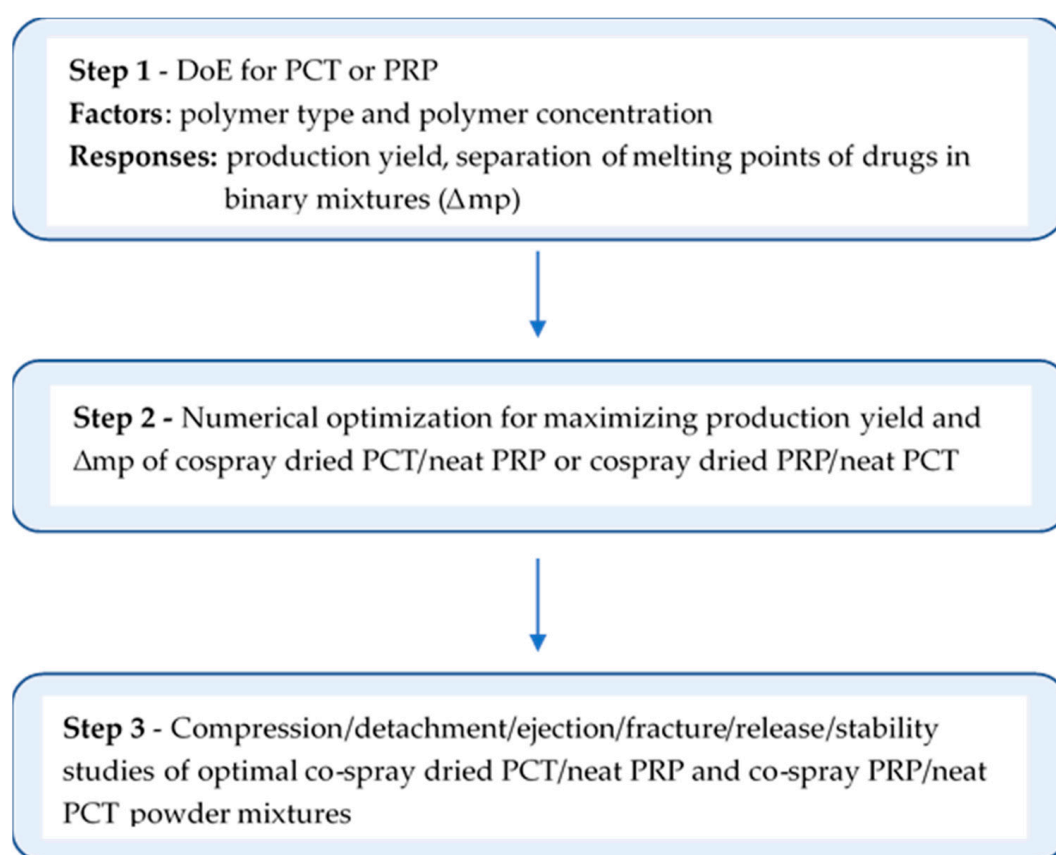 Step 1 - DoE for PCT or PRP
Factors: polymer type and polymer concentration
Responses: production yield, separation of melting points of drugs in
binary mixtures (Δmp)
Step 2 - Numerical optimization for maximizing production yield and
Δmp of cospray dried PCT/neat PRP or cospray dried PRP/neat PCT
Step 3 - Compression/detachment/ejection/fracture/release/stability
studies of optimal co-spray dried PCT/neat PRP and co-spray PRP/neat
PCT powder mixtures